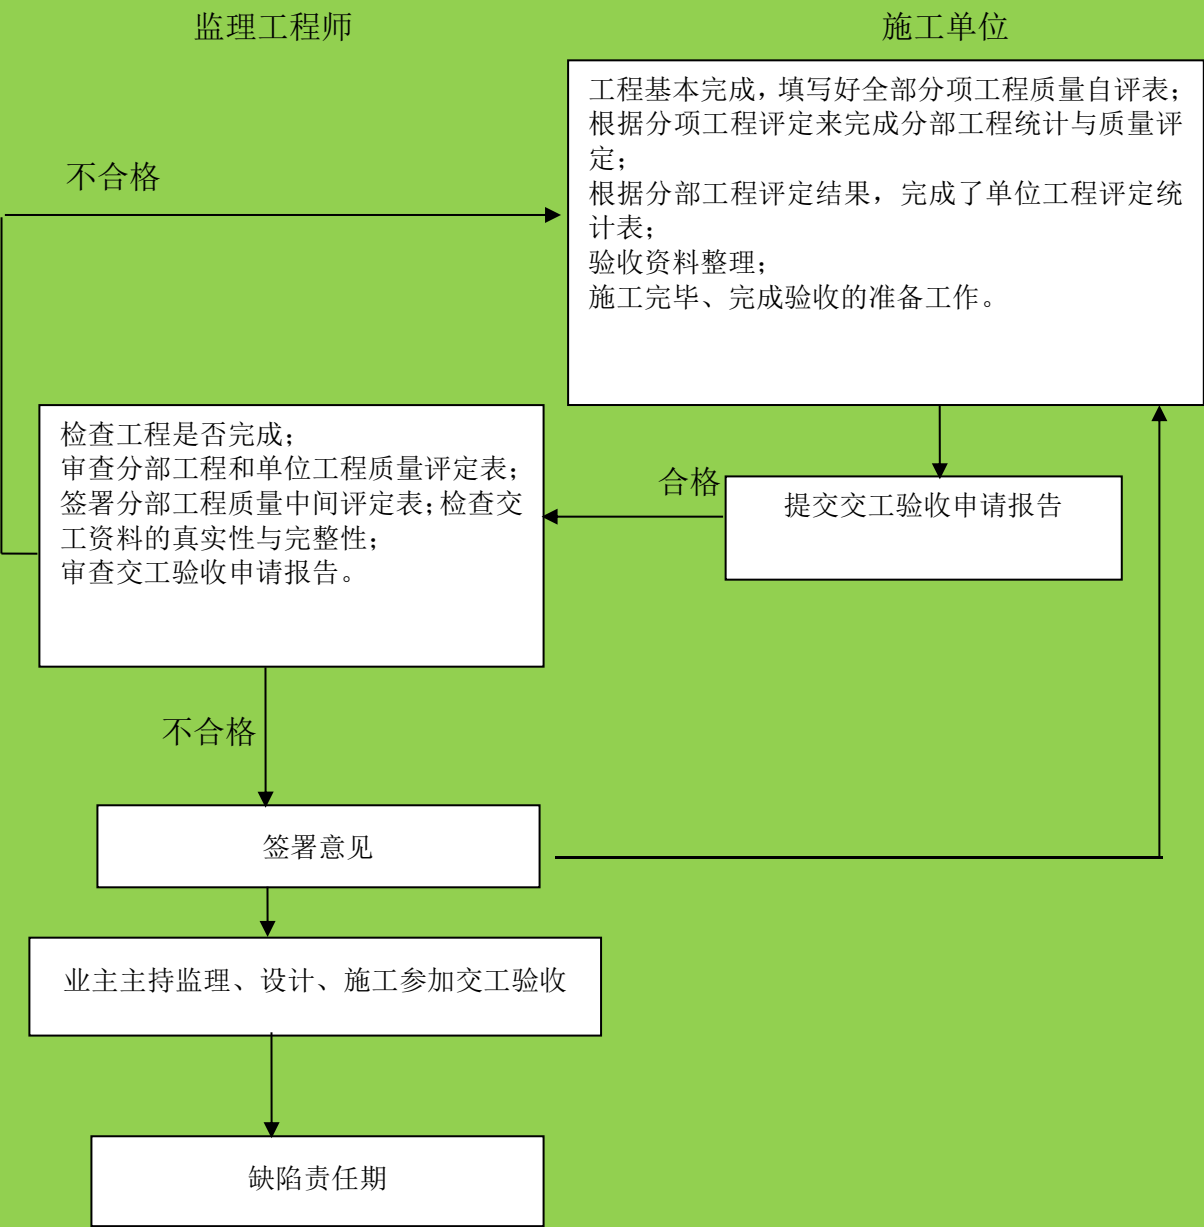 监理工程师
施工单位
工程基本完成，填写好全部分项工程质量自评表；
根据分项工程评定来完成分部工程统计与质量评
定；
根据分部工程评定结果，完成了单位工程评定统
计表；
验收资料整理；
施工完毕、完成验收的准备工作。
不合格
检查工程是否完成；
审查分部工程和单位工程质量评定表；
签署分部工程质量中间评定表；检查交
工资料的真实性与完整性；
审查交工验收申请报告。
合格
提交交工验收申请报告
不合格
签署意见
业主主持监理、设计、施工参加交工验收
缺陷责任期